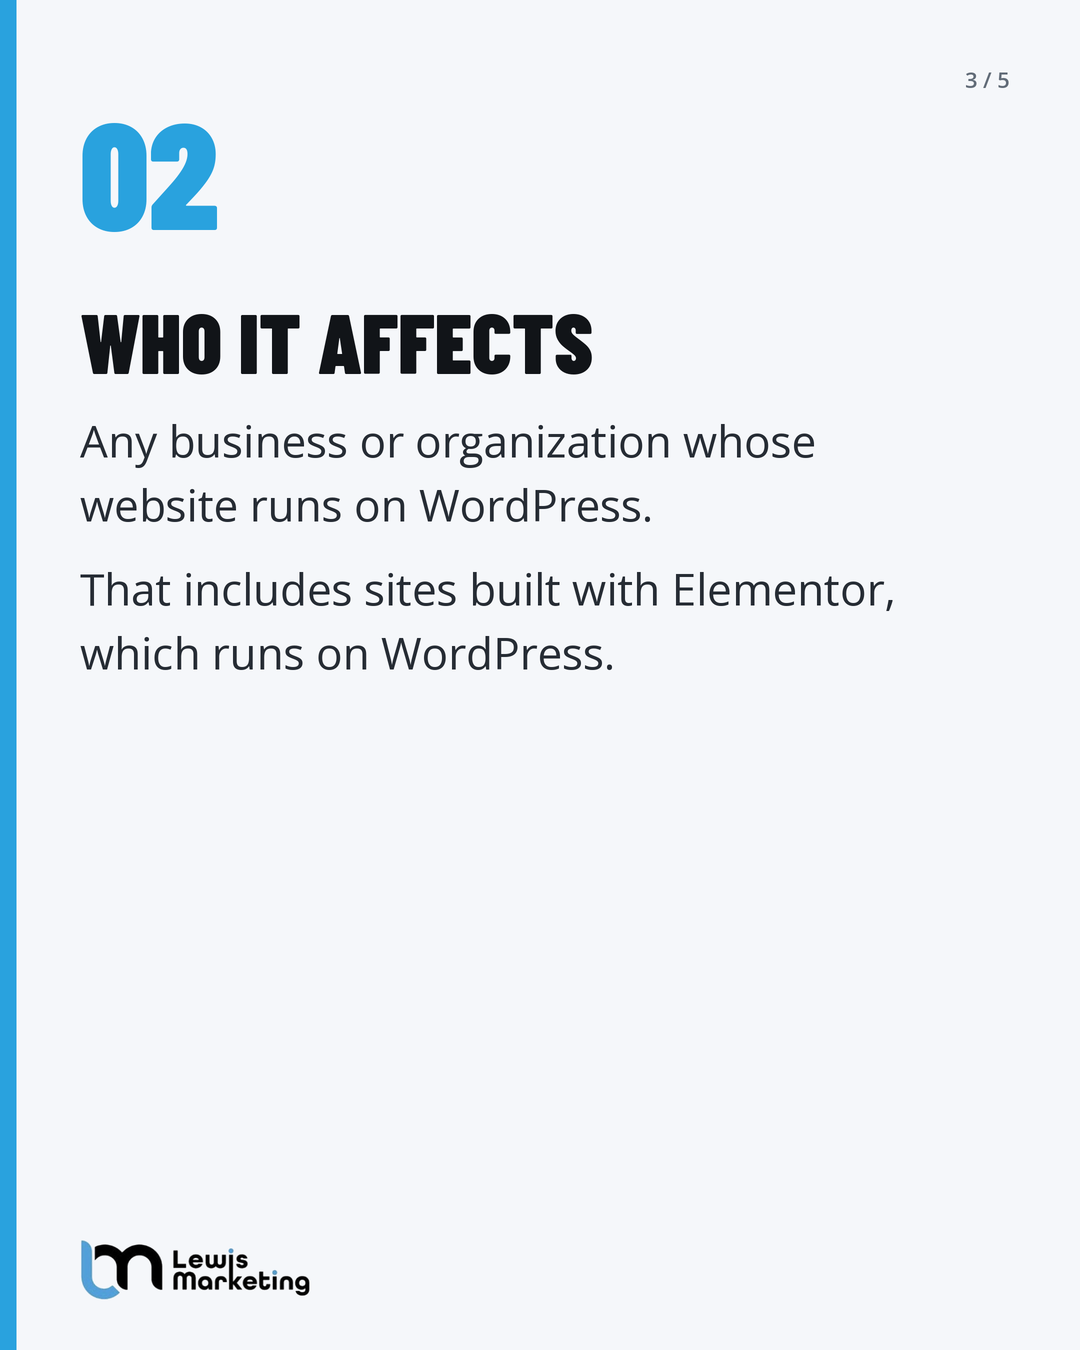 3 / 5
02
WHO IT AFFECTS
Any business or organization whose
website runs on WordPress.
That includes sites built with Elementor,
which runs on WordPress.
Lewis
Marketing